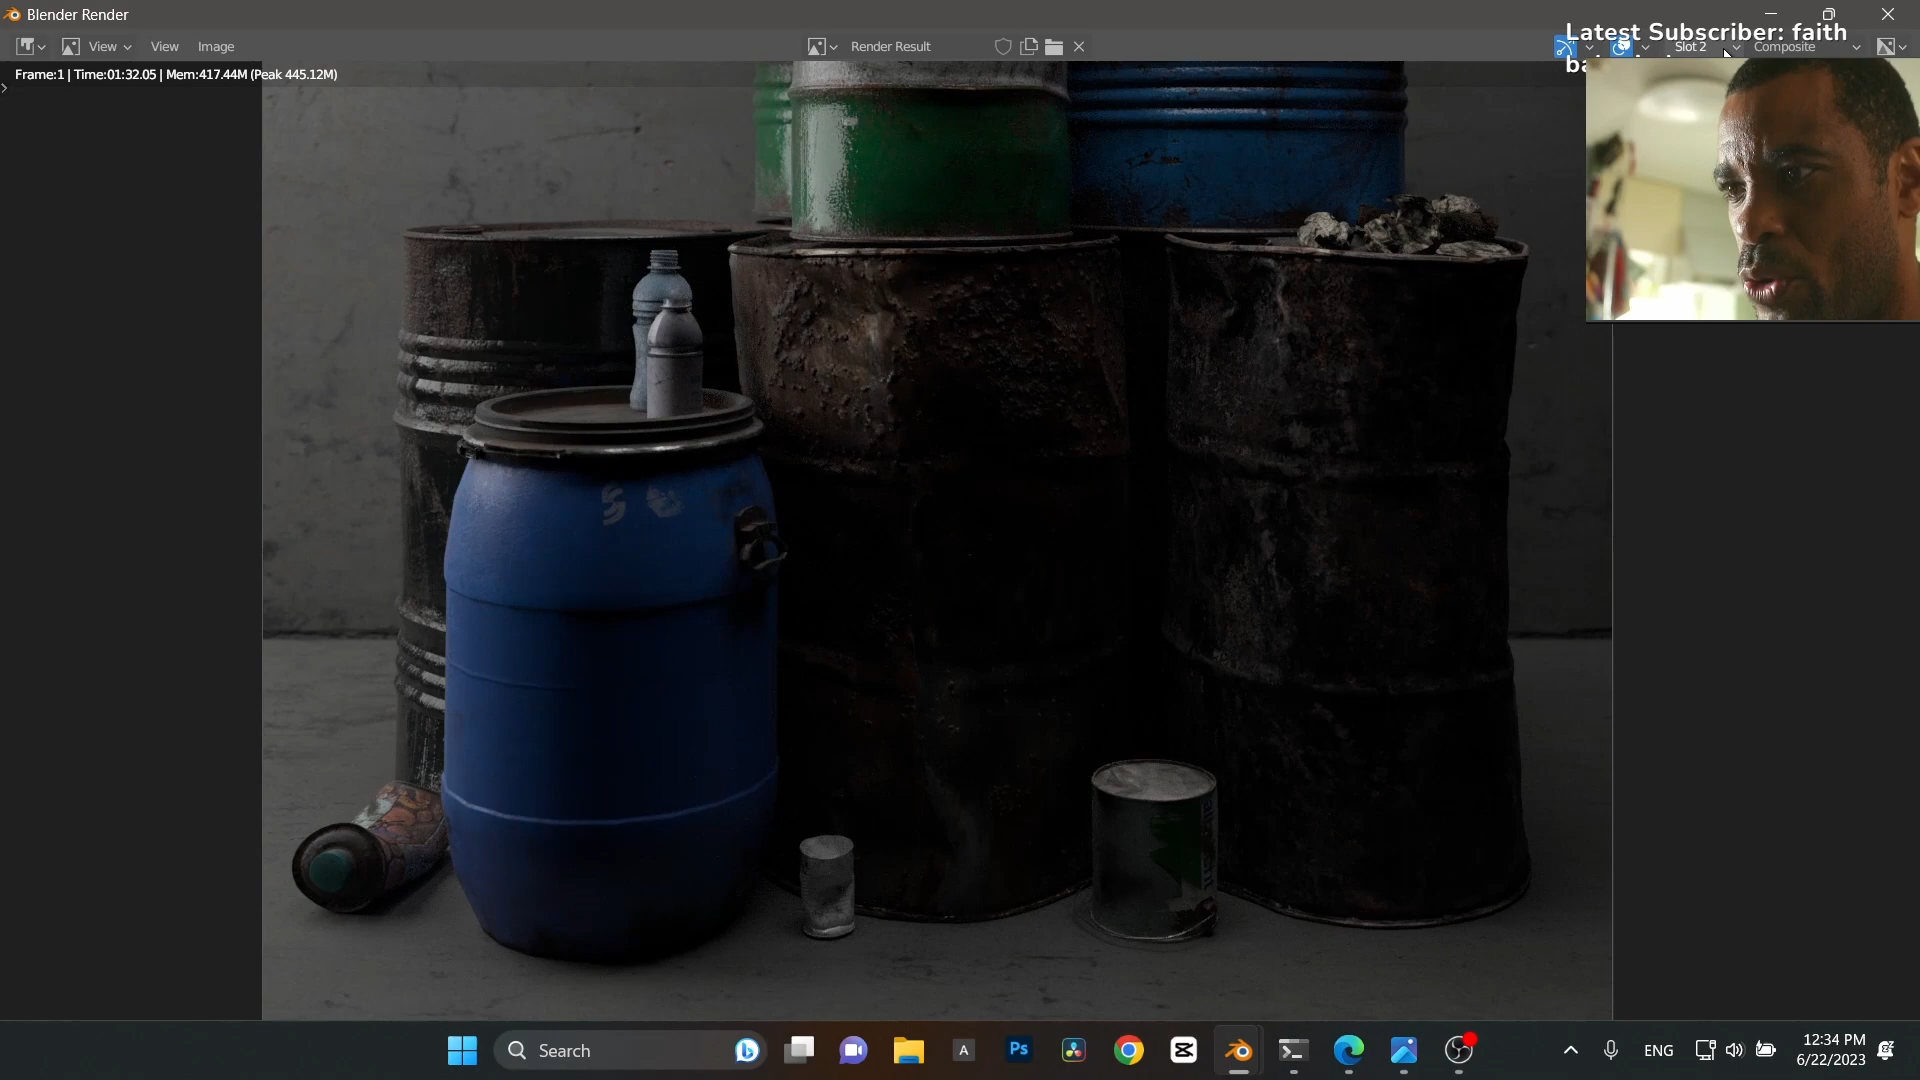 Blender Render
View
View
Image
Render Result
Slot 2
Composite
Latest Subscriber: faith
Frame:1 | Time:01:32.05 | Mem:417.44M (Peak 445.12M)
S G
Search
A
Ps
ENG
12:34 PM
6/22/2023